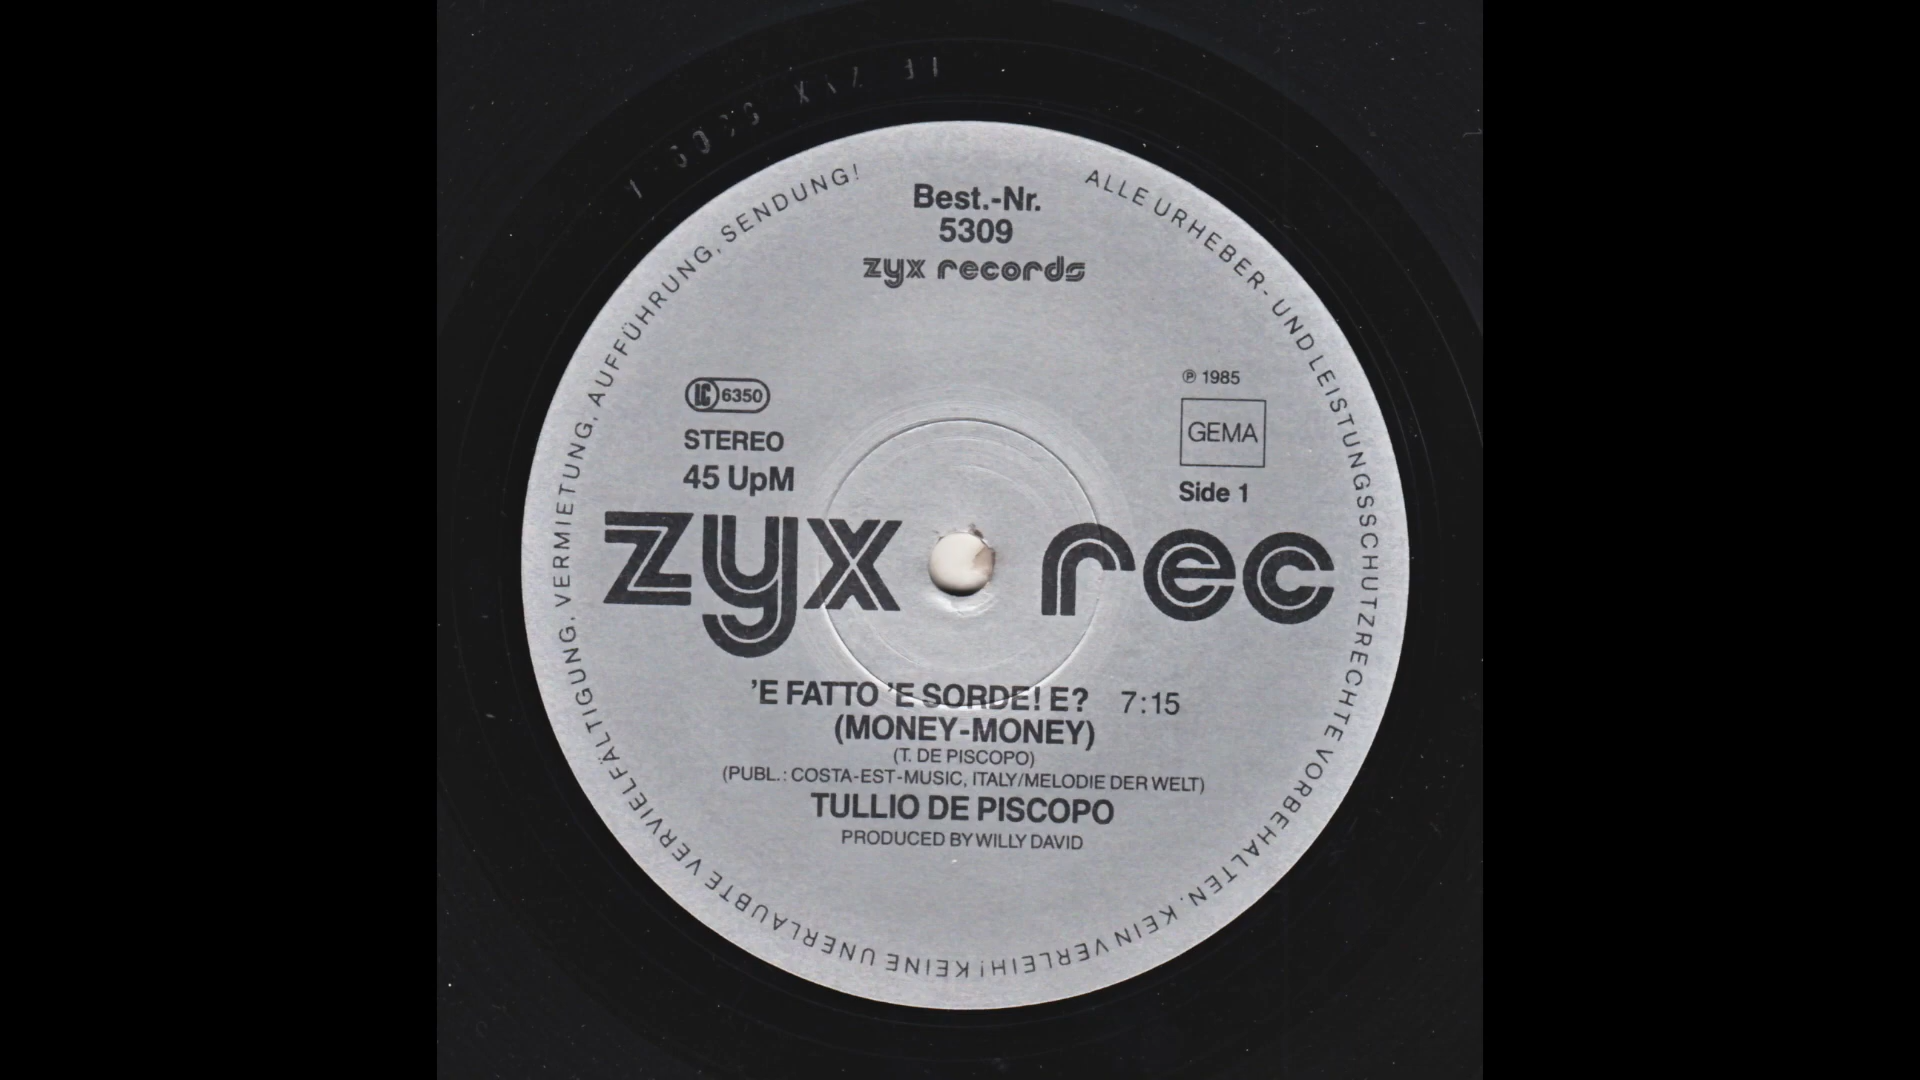 Best.-Nr.
5309
zyx records
LC 6350
STEREO
45 UpM
℗ 1985
GEMA
Side 1
zyx rec
'E FATTO 'E SORDE! E? 7:15
(MONEY-MONEY)
(T. DE PISCOPO)
(PUBL.: COSTA-EST-MUSIC, ITALY/MELODIE DER WELT)
TULLIO DE PISCOPO
PRODUCED BY WILLY DAVID
ALLE URHEBER- UND LEISTUNGSSCHUTZRECHTE VORBEHALTEN. KEIN VERLEIH! KEINE UNERLAUBTE VERVIELFÄLTIGUNG, VERMIETUNG, AUFFÜHRUNG, SENDUNG!